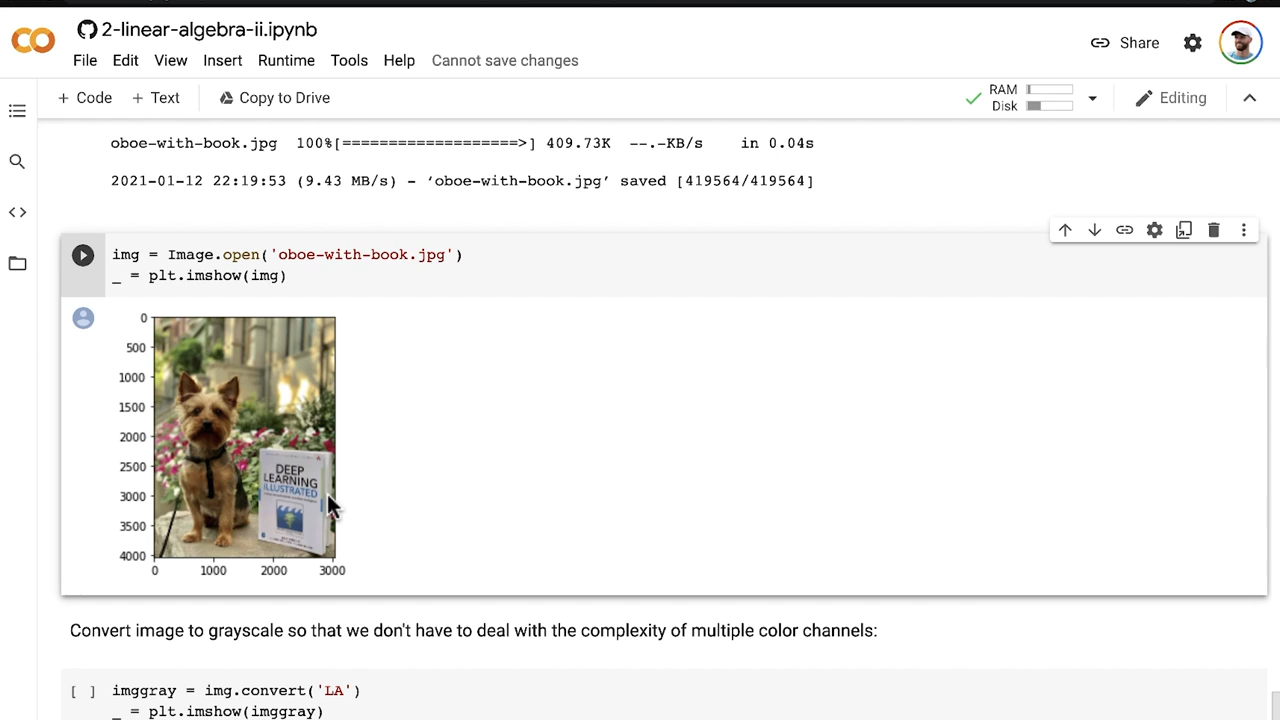 2-linear-algebra-ii.ipynb
Share
File Edit View Insert Runtime Tools Help Cannot save changes
+ Code + Text Copy to Drive
RAM
Disk
Editing
oboe-with-book.jpg 100%[===================>] 409.73K --.-KB/s in 0.04s
2021-01-12 22:19:53 (9.43 MB/s) - ‘oboe-with-book.jpg’ saved [419564/419564]
img = Image.open('oboe-with-book.jpg')
_ = plt.imshow(img)
0
500
1000
1500
2000
2500
3000
3500
4000
0 1000 2000 3000
DEEP
LEARNING
ILLUSTRATED
Convert image to grayscale so that we don't have to deal with the complexity of multiple color channels:
[ ] imggray = img.convert('LA')
_ = plt.imshow(imggray)